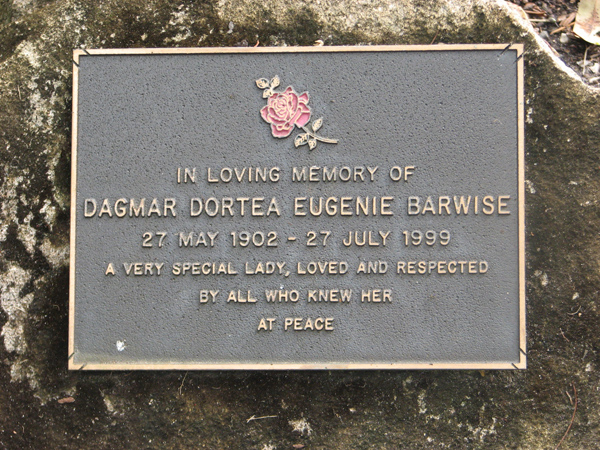 IN LOVING MEMORY OF
DAGMAR DORTEA EUGENIE BARWISE
27 MAY 1902 - 27 JULY 1999
A VERY SPECIAL LADY, LOVED AND RESPECTED
BY ALL WHO KNEW HER
AT PEACE